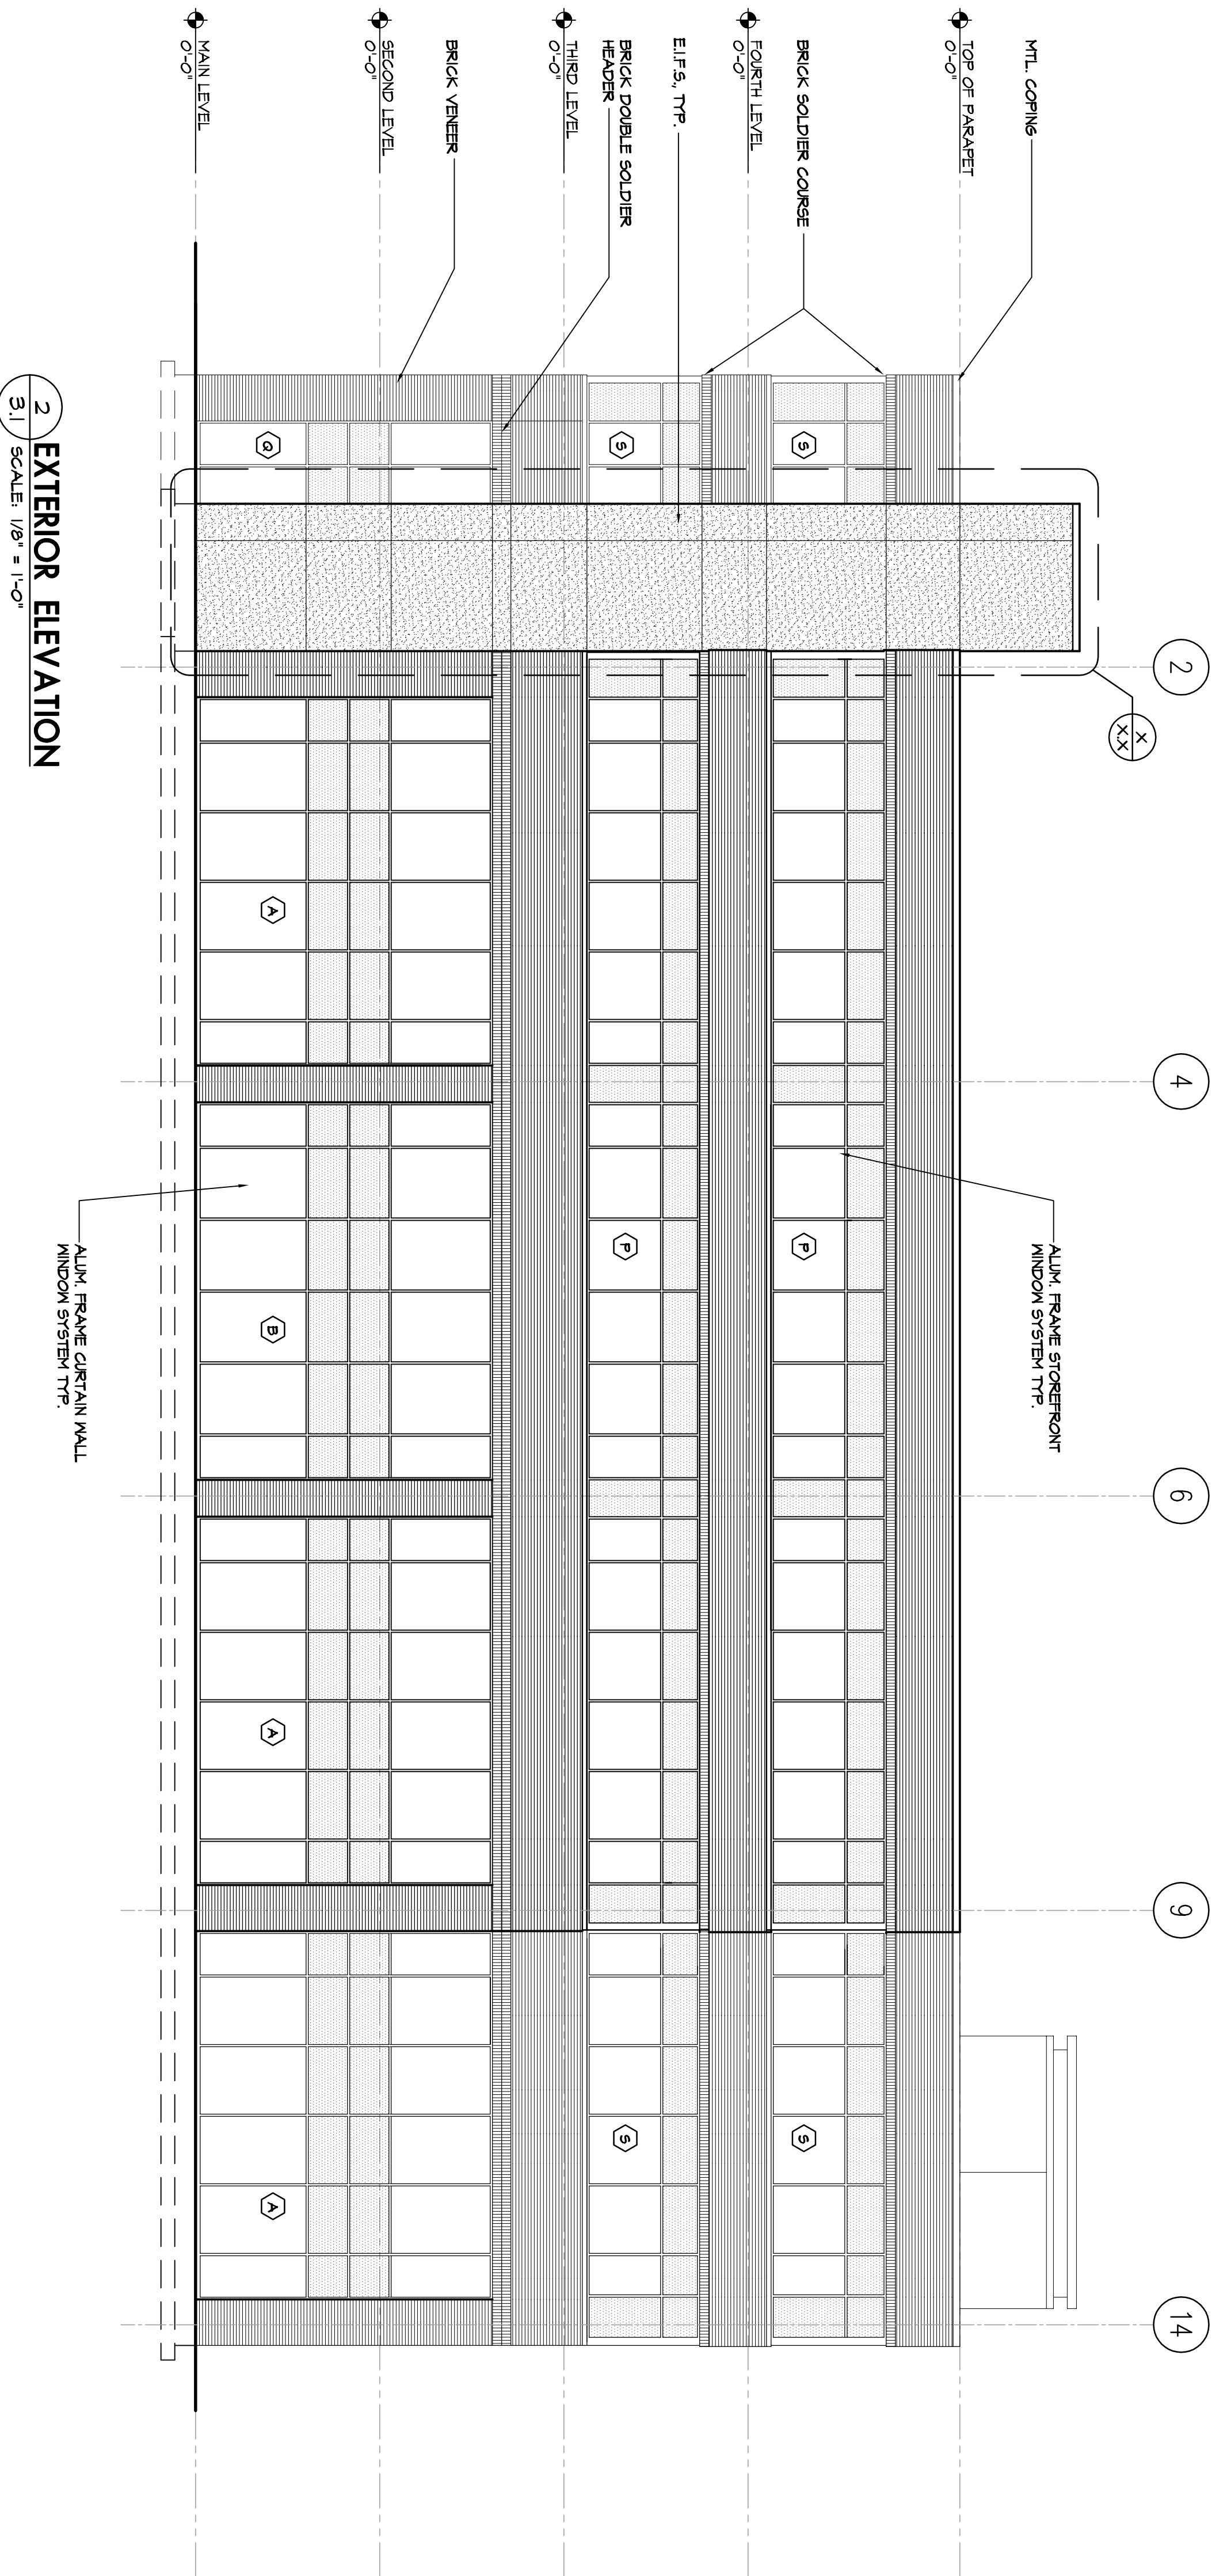 2
4
6
9
14
X
X.X
MTL. COPING
TOP OF PARAPET
0'-0"
BRICK SOLDIER COURSE
FOURTH LEVEL
0'-0"
E.I.F.S., TYP.
BRICK DOUBLE SOLDIER
HEADER
THIRD LEVEL
0'-0"
BRICK VENEER
SECOND LEVEL
0'-0"
MAIN LEVEL
0'-0"
ALUM. FRAME STOREFRONT
WINDOW SYSTEM TYP.
S
P
S
S
P
S
Q
A
B
A
A
ALUM. FRAME CURTAIN WALL
WINDOW SYSTEM TYP.
2
3.1
EXTERIOR ELEVATION
SCALE: 1/8" = 1'-0"